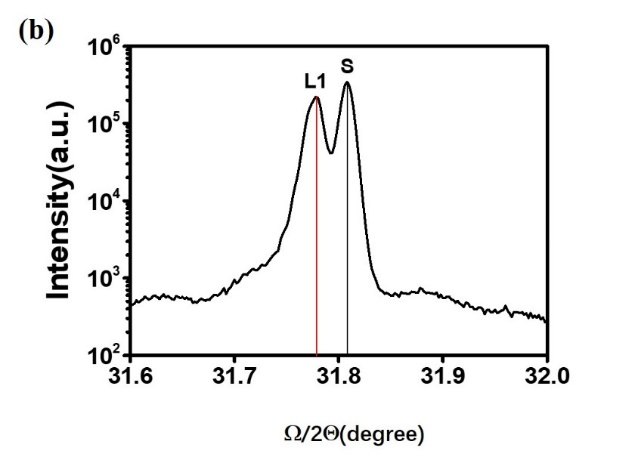 (b)
10⁶
10⁵
10⁴
10³
10²
Intensity(a.u.)
L1
S
31.6 31.7 31.8 31.9 32.0
Ω/2Θ(degree)